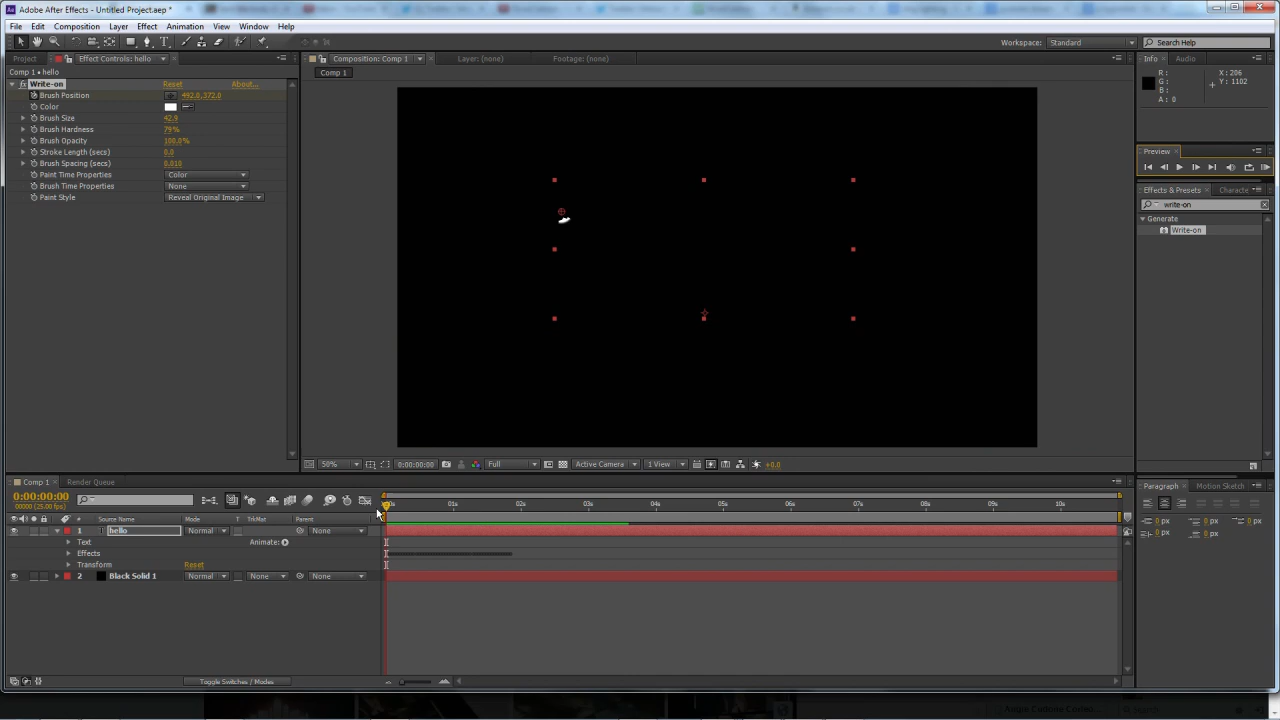 Adobe After Effects - Untitled Project.aep *
File Edit Composition Layer Effect Animation View Window Help
Workspace: Standard Search Help
Project Effect Controls: hello Composition: Comp 1 Layer: (none) Footage: (none) Info Audio
Comp 1 • hello Comp 1
fx Write-on Reset About...
Brush Position 492.0,372.0
Color
Brush Size 42.9
Brush Hardness 79%
Brush Opacity 100.0%
Stroke Length (secs) 0.0
Brush Spacing (secs) 0.010
Paint Time Properties Color
Brush Time Properties None
Paint Style Reveal Original Image
R: X: 206
G: Y: 1102
B:
A: 0
Preview
Effects & Presets Characte
write-on
Generate
Write-on
50% 0:00:00:00 Full Active Camera 1 View +0.0
Comp 1 Render Queue
0:00:00:00
00000 (25.00 fps)
01s 02s 03s 04s 05s 06s 07s 08s 09s 10s
# Source Name Mode T TrkMat Parent
1 T hello Normal None
Text Animate:
Effects
Transform Reset
2 Black Solid 1 Normal None None
Toggle Switches / Modes
Paragraph Motion Sketch
0 px 0 px 0 px
0 px 0 px